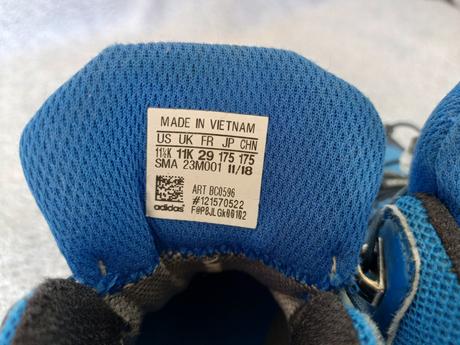 MADE IN VIETNAM
US UK FR JP CHN
11½K 11K 29 175 175
SMA 23M001 11/18
ART BC0596
#121570522
adidas F@P8JLGk00102